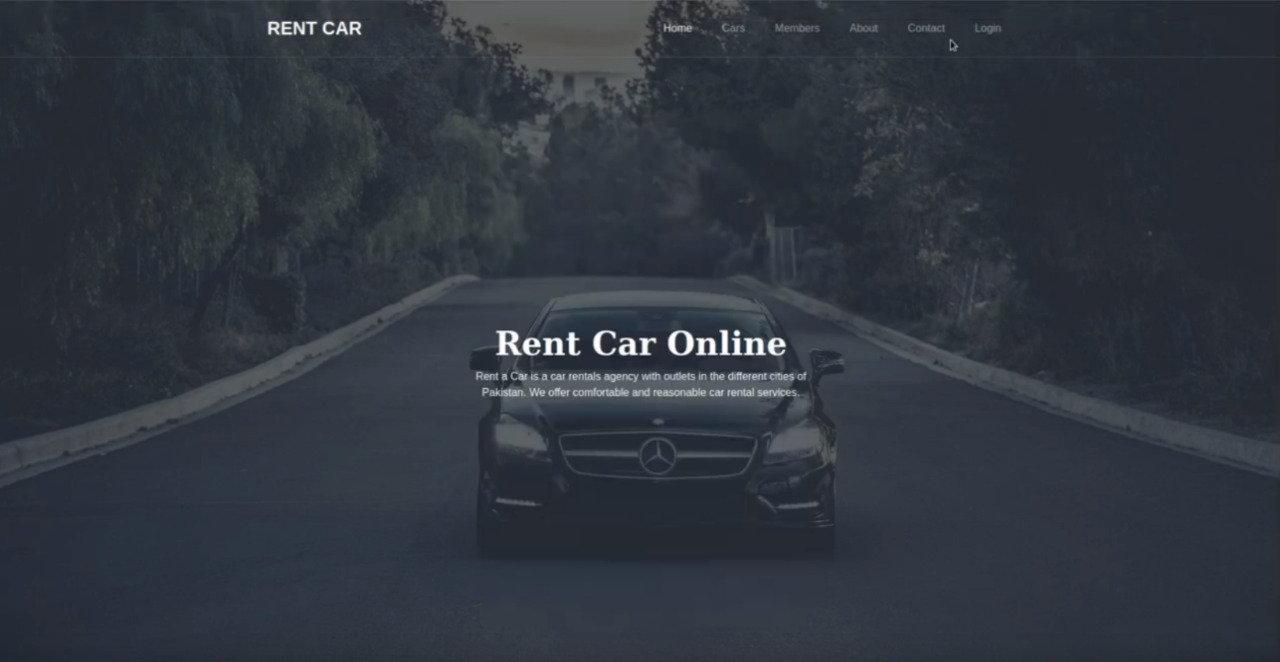 RENT CAR
Home Cars Members About Contact Login
Rent Car Online
Rent a Car is a car rentals agency with outlets in the different cities of
Pakistan. We offer comfortable and reasonable car rental services.